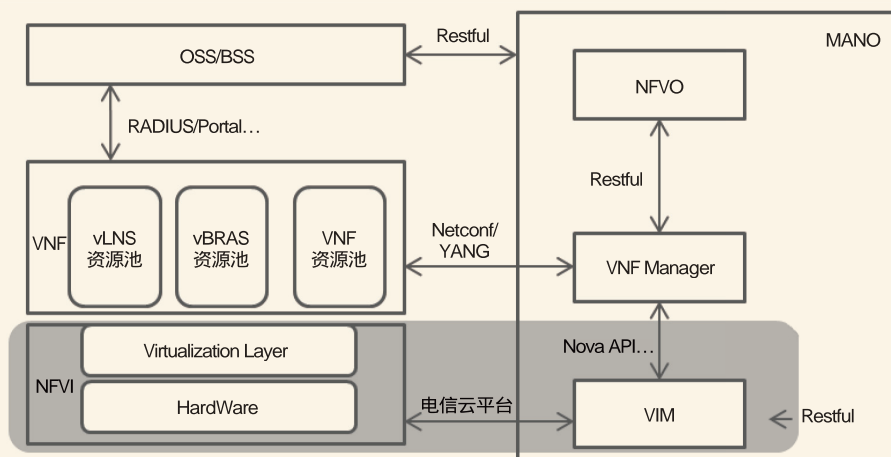 OSS/BSS
Restful
MANO
NFVO
RADIUS/Portal…
Restful
VNF
vLNS
资源池
vBRAS
资源池
VNF
资源池
Netconf/
YANG
VNF Manager
Virtualization Layer
Nova API…
NFVI
HardWare
电信云平台
VIM
Restful